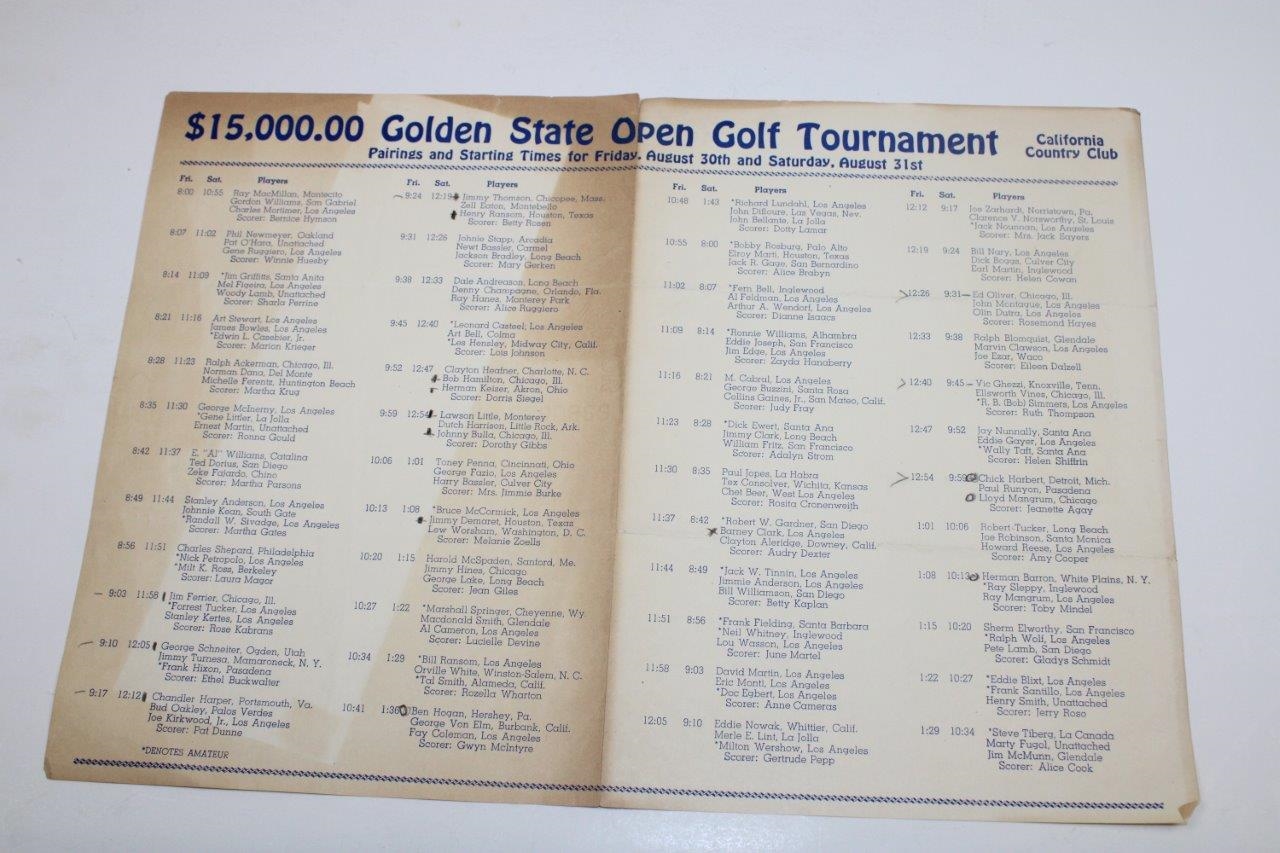 $15,000.00 Golden State Open Golf Tournament
California
Country Club
Pairings and Starting Times for Friday, August 30th and Saturday, August 31st
Fri. Sat. Players
8:00 10:55 Ray MacMillan, Montecito
Gordon Williams, San Gabriel
Charles Mortimer, Los Angeles
Scorer: Bernice Hymson
8:07 11:02 Phil Newmeyer, Oakland
Pat O'Hara, Unattached
Gene Ruggiero, Los Angeles
Scorer: Winnie Huesby
8:14 11:09 *Jim Griffitts, Santa Anita
Mel Figeira, Los Angeles
Woody Lamb, Unattached
Scorer: Sharla Perrine
8:21 11:16 Art Stewart, Los Angeles
James Bowles, Los Angeles
*Edwin L. Casebier, Jr.
Scorer: Marion Krieger
8:28 11:23 Ralph Ackerman, Chicago, Ill.
Norman Dana, Del Monte
Michelle Ferentz, Huntington Beach
Scorer: Martha Krug
8:35 11:30 George McInerny, Los Angeles
*Gene Littler, La Jolla
Ernest Martin, Unattached
Scorer: Ronna Gould
8:42 11:37 E. "Al" Williams, Catalina
Ted Dorius, San Diego
Zeke Fajardo, Chino
Scorer: Martha Parsons
8:49 11:44 Stanley Anderson, Los Angeles
Johnnie Kean, South Gate
*Randall W. Sivadge, Los Angeles
Scorer: Martha Gates
8:56 11:51 Charles Shepard, Philadelphia
*Nick Petropolo, Los Angeles
*Milt K. Ross, Berkeley
Scorer: Laura Magor
9:03 11:58 Jim Ferrier, Chicago, Ill.
*Forrest Tucker, Los Angeles
Stanley Kertes, Los Angeles
Scorer: Rose Kabrans
9:10 12:05 George Schneiter, Ogden, Utah
Jimmy Turnesa, Mamaroneck, N. Y.
*Frank Hixon, Pasadena
Scorer: Ethel Buckwalter
9:17 12:12 Chandler Harper, Portsmouth, Va.
Bud Oakley, Palos Verdes
Joe Kirkwood, Jr., Los Angeles
Scorer: Pat Dunne
*DENOTES AMATEUR
Fri. Sat. Players
9:24 12:19 Jimmy Thomson, Chicopee, Mass.
Zell Eaton, Montebello
Henry Ransom, Houston, Texas
Scorer: Betty Rosen
9:31 12:26 Johnie Stapp, Arcadia
Newt Bassler, Carmel
Jackson Bradley, Long Beach
Scorer: Mary Gerken
9:38 12:33 Dale Andreason, Long Beach
Denny Champagne, Orlando, Fla.
Ray Hunes, Monterey Park
Scorer: Alice Ruggiero
9:45 12:40 *Leonard Casteel, Los Angeles
Art Bell, Colma
*Les Hensley, Midway City, Calif.
Scorer: Lois Johnson
9:52 12:47 Clayton Heafner, Charlotte, N. C.
Bob Hamilton, Chicago, Ill.
Herman Keiser, Akron, Ohio
Scorer: Dorris Siegel
9:59 12:54 Lawson Little, Monterey
Dutch Harrison, Little Rock, Ark.
Johnny Bulla, Chicago, Ill.
Scorer: Dorothy Gibbs
10:06 1:01 Toney Penna, Cincinnati, Ohio
George Fazio, Los Angeles
Harry Bassler, Culver City
Scorer: Mrs. Jimmie Burke
10:13 1:08 *Bruce McCormick, Los Angeles
Jimmy Demaret, Houston, Texas
Lew Worsham, Washington, D. C.
Scorer: Melanie Zoells
10:20 1:15 Harold McSpaden, Sanford, Me.
Jimmy Hines, Chicago
George Lake, Long Beach
Scorer: Jean Giles
10:27 1:22 *Marshall Springer, Cheyenne, Wy.
Macdonald Smith, Glendale
Al Cameron, Los Angeles
Scorer: Lucielle Devine
10:34 1:29 *Bill Ransom, Los Angeles
Orville White, Winston-Salem, N. C.
*Tal Smith, Alameda, Calif.
Scorer: Rozella Wharton
10:41 1:36 Ben Hogan, Hershey, Pa.
George Von Elm, Burbank, Calif.
Fay Coleman, Los Angeles
Scorer: Gwyn McIntyre
Fri. Sat. Players
10:48 1:43 *Richard Lundahl, Los Angeles
John Difloure, Las Vegas, Nev.
John Bellante, La Jolla
Scorer: Dotty Lamar
10:55 8:00 *Bobby Rosburg, Palo Alto
Elroy Marti, Houston, Texas
Jack R. Gage, San Bernardino
Scorer: Alice Brabyn
11:02 8:07 *Fern Bell, Inglewood
Al Feldman, Los Angeles
Arthur A. Wendorf, Los Angeles
Scorer: Dianne Isaacs
11:09 8:14 *Ronnie Williams, Alhambra
Eddie Joseph, San Francisco
Jim Edge, Los Angeles
Scorer: Zayda Hanaberry
11:16 8:21 M. Cabral, Los Angeles
George Buzzini, Santa Rosa
Collins Gaines, Jr., San Mateo, Calif.
Scorer: Judy Fray
11:23 8:28 *Dick Ewert, Santa Ana
Jimmy Clark, Long Beach
William Fritz, San Francisco
Scorer: Adalyn Strom
11:30 8:35 Paul Jopes, La Habra
Tex Consolver, Wichita, Kansas
Chet Beer, West Los Angeles
Scorer: Rosita Cronenweith
11:37 8:42 *Robert W. Gardner, San Diego
Barney Clark, Los Angeles
Clayton Aleridge, Downey, Calif.
Scorer: Audry Dexter
11:44 8:49 *Jack W. Tinnin, Los Angeles
Jimmie Anderson, Los Angeles
Bill Williamson, San Diego
Scorer: Betty Kaplan
11:51 8:56 *Frank Fielding, Santa Barbara
*Neil Whitney, Inglewood
Lou Wasson, Los Angeles
Scorer: June Martel
11:58 9:03 David Martin, Los Angeles
Eric Monti, Los Angeles
*Doc Egbert, Los Angeles
Scorer: Anne Cameras
12:05 9:10 Eddie Nowak, Whittier, Calif.
Merle E. Lint, La Jolla
*Milton Wershow, Los Angeles
Scorer: Gertrude Pepp
Fri. Sat. Players
12:12 9:17 Joe Zarhardt, Norristown, Pa.
Clarence V. Norsworthy, St. Louis
*Jack Nounnan, Los Angeles
Scorer: Mrs. Jack Sayers
12:19 9:24 Bill Nary, Los Angeles
Dick Boggs, Culver City
Earl Martin, Inglewood
Scorer: Helen Cowan
12:26 9:31 Ed Oliver, Chicago, Ill.
John Montague, Los Angeles
Olin Dutra, Los Angeles
Scorer: Rosemond Hayes
12:33 9:38 Ralph Blomquist, Glendale
Marvin Clawson, Los Angeles
Joe Ezar, Waco
Scorer: Eileen Dalzell
12:40 9:45 Vic Ghezzi, Knoxville, Tenn.
Ellsworth Vines, Chicago, Ill.
*R. B. (Bob) Simmers, Los Angeles
Scorer: Ruth Thompson
12:47 9:52 Jay Nunnally, Santa Ana
Eddie Gayer, Los Angeles
*Wally Taft, Santa Ana
Scorer: Helen Shiffrin
12:54 9:59 Chick Harbert, Detroit, Mich.
Paul Runyon, Pasadena
Lloyd Mangrum, Chicago
Scorer: Jeanette Agay
1:01 10:06 Robert Tucker, Long Beach
Joe Robinson, Santa Monica
Howard Reese, Los Angeles
Scorer: Amy Cooper
1:08 10:13 Herman Barron, White Plains, N. Y.
*Ray Sleppy, Inglewood
Ray Mangrum, Los Angeles
Scorer: Toby Mindel
1:15 10:20 Sherm Elworthy, San Francisco
*Ralph Wolf, Los Angeles
Pete Lamb, San Diego
Scorer: Gladys Schmidt
1:22 10:27 *Eddie Blixt, Los Angeles
*Frank Santillo, Los Angeles
Henry Smith, Unattached
Scorer: Jerry Roso
1:29 10:34 *Steve Tiberg, La Canada
Marty Fugol, Unattached
Jim McMunn, Glendale
Scorer: Alice Cook